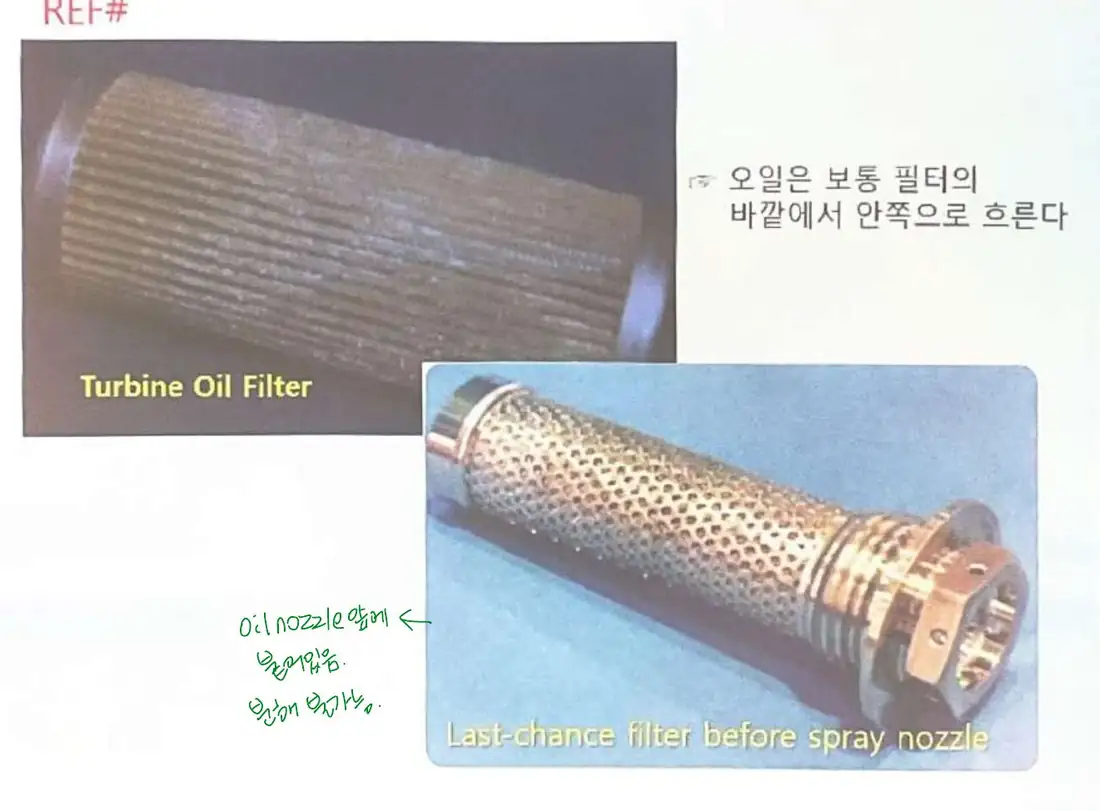 REF#
☞ 오일은 보통 필터의
바깥에서 안쪽으로 흐른다
Turbine Oil Filter
oil nozzle 앞에 ←
붙어있음.
분해 불가능.
Last-chance filter before spray nozzle